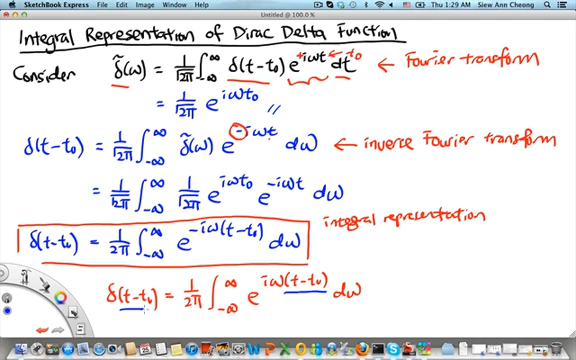 SketchBook Express File Edit Window Help Thu 1:29 AM Siew Ann Cheong
Untitled @ 100.0 %
Integral Representation of Dirac Delta Function
Consider δ̃(ω) = 1/√2π ∫_{-∞}^{∞} δ(t-t₀) e^{+iωt} dt ← Fourier transform
t₀
= 1/√2π e^{iωt₀} //
δ(t-t₀) = 1/√2π ∫_{-∞}^{∞} δ̃(ω) e^{-iωt} dω ← inverse Fourier transform
= 1/√2π ∫_{-∞}^{∞} 1/√2π e^{iωt₀} e^{-iωt} dω
δ(t-t₀) = 1/2π ∫_{-∞}^{∞} e^{-iω(t-t₀)} dω integral representation
δ(t-t₀) = 1/2π ∫_{-∞}^{∞} e^{iω(t-t₀)} dω